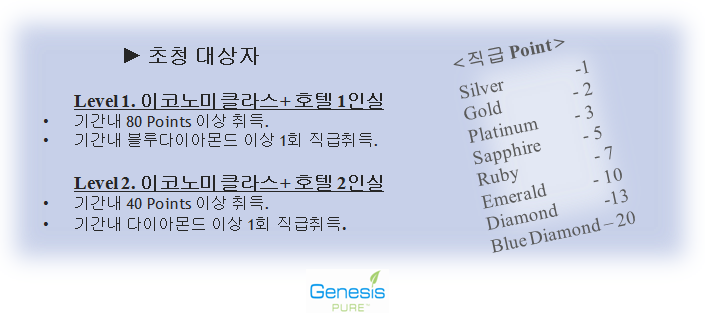 ► 초청 대상자
Level 1. 이코노미 클라스 + 호텔 1인실
• 기간내 80 Points 이상 취득.
• 기간내 블루다이아몬드 이상 1회 직급취득.
Level 2. 이코노미 클라스 + 호텔 2인실
• 기간내 40 Points 이상 취득.
• 기간내 다이아몬드 이상 1회 직급취득.
<직급 Point>
Silver -1
Gold - 2
Platinum - 3
Sapphire - 5
Ruby - 7
Emerald - 10
Diamond -13
Blue Diamond – 20
Genesis
PURE™